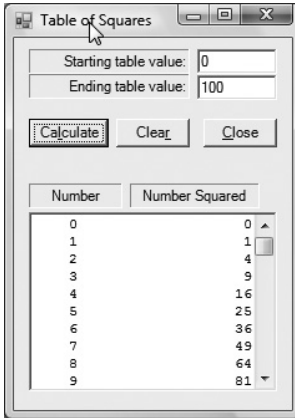 Table of Squares
Starting table value: 0
Ending table value: 100
Calculate Clear Close
Number Number Squared
0 0
1 1
2 4
3 9
4 16
5 25
6 36
7 49
8 64
9 81